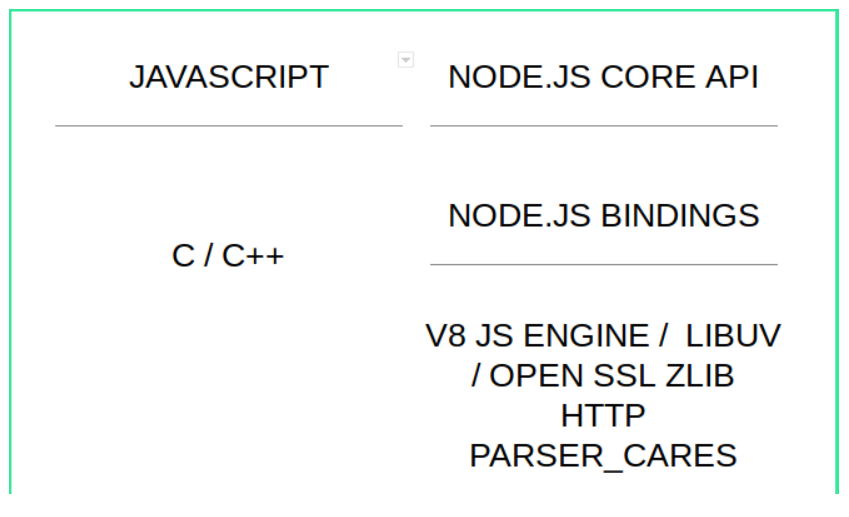 JAVASCRIPT
NODE.JS CORE API
C / C++
NODE.JS BINDINGS
V8 JS ENGINE / LIBUV
/ OPEN SSL ZLIB
HTTP
PARSER_CARES